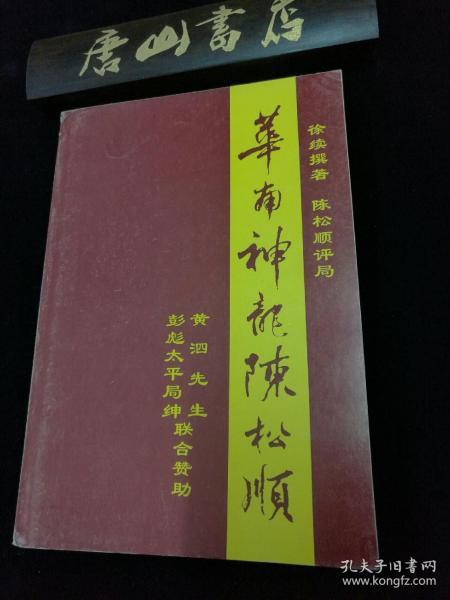 唐山書店
徐续撰著 陈松顺评局
華南神龍陳松順
黄泗先生
彭彪太平局绅联合赞助
孔夫子旧书网
www.kongfz.com